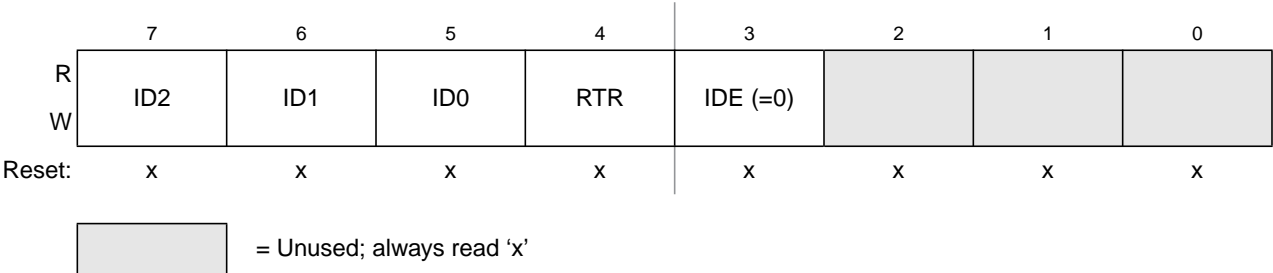 7 6 5 4 3 2 1 0
R
ID2 ID1 ID0 RTR IDE (=0)
W
Reset: x x x x x x x x
= Unused; always read ‘x’